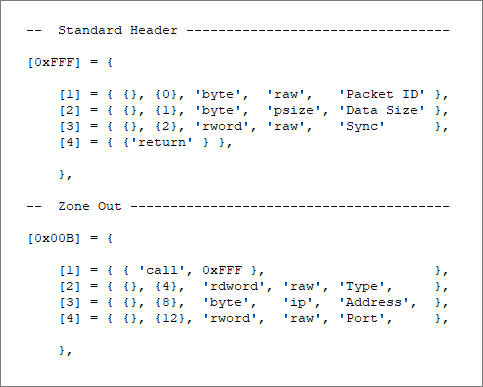 --  Standard Header ---------------------------------
[0xFFF] = {
[1] = { {}, {0}, 'byte',  'raw',   'Packet ID' },
[2] = { {}, {1}, 'byte',  'psize', 'Data Size' },
[3] = { {}, {2}, 'rword', 'raw',   'Sync'      },
[4] = { {'return' } },
},
--  Zone Out ----------------------------------------
[0x00B] = {
[1] = { { 'call', 0xFFF },                     },
[2] = { {}, {4},  'rdword', 'raw', 'Type',     },
[3] = { {}, {8},  'byte',   'ip',  'Address',  },
[4] = { {}, {12}, 'rword',  'raw', 'Port',     },
},